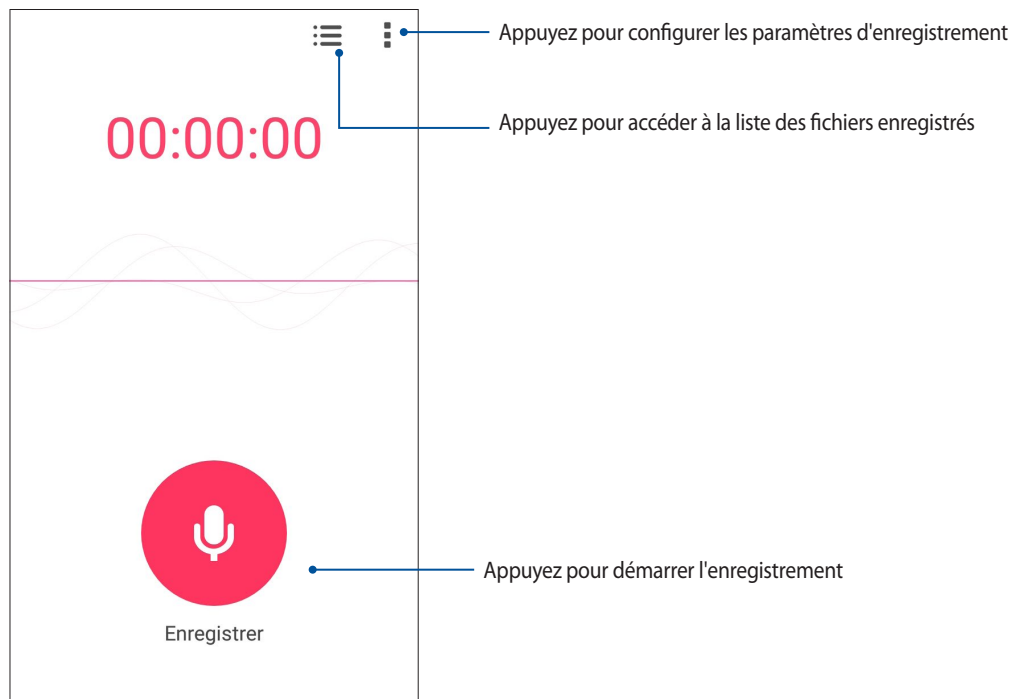 Appuyez pour configurer les paramètres d'enregistrement
Appuyez pour accéder à la liste des fichiers enregistrés
00:00:00
Appuyez pour démarrer l'enregistrement
Enregistrer